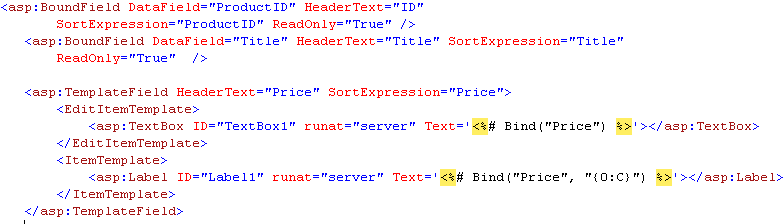 <asp:BoundField DataField="ProductID" HeaderText="ID"
SortExpression="ProductID" ReadOnly="True" />
<asp:BoundField DataField="Title" HeaderText="Title" SortExpression="Title"
ReadOnly="True"  />
<asp:TemplateField HeaderText="Price" SortExpression="Price">
<EditItemTemplate>
<asp:TextBox ID="TextBox1" runat="server" Text='<%# Bind("Price") %>'></asp:TextBox>
</EditItemTemplate>
<ItemTemplate>
<asp:Label ID="Label1" runat="server" Text='<%# Bind("Price", "{0:C}") %>'></asp:Label>
</ItemTemplate>
</asp:TemplateField>